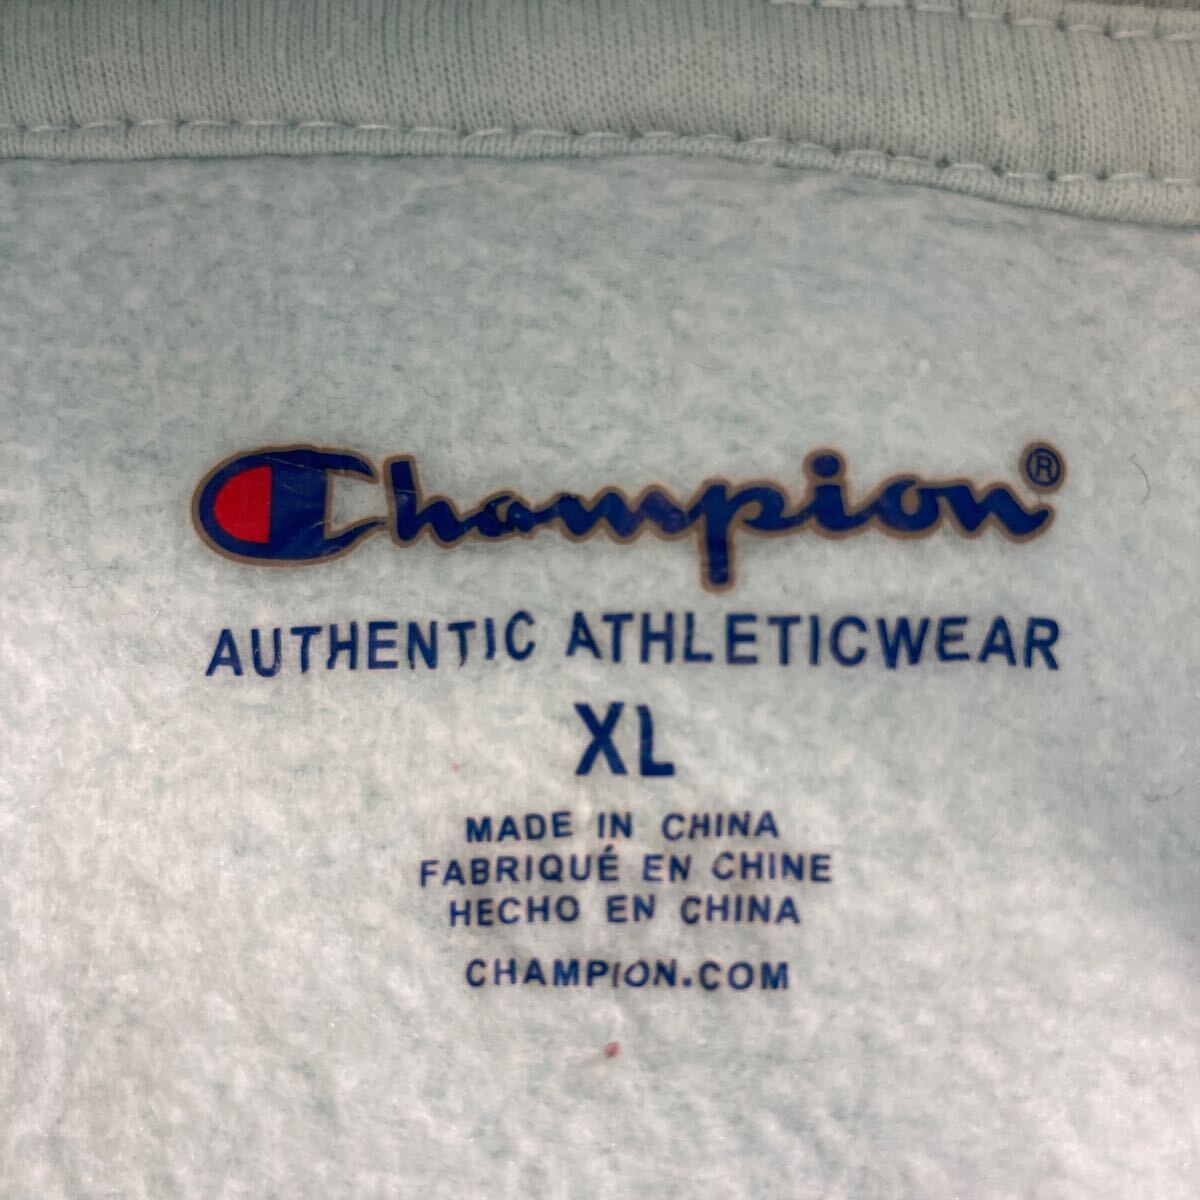 Champion®
AUTHENTIC ATHLETICWEAR
XL
MADE IN CHINA
FABRIQUÉ EN CHINE
HECHO EN CHINA
CHAMPION.COM